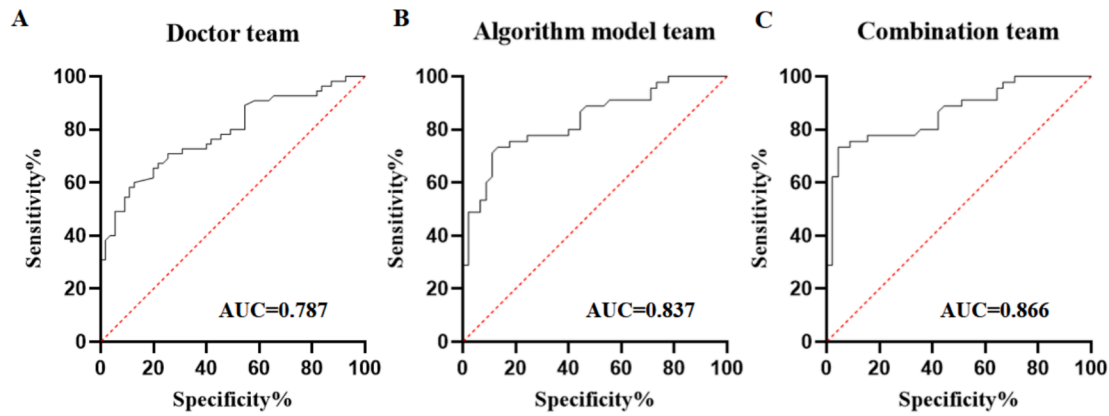 A
Doctor team
100
80
60
40
20
0
Sensitivity%
AUC=0.787
0 20 40 60 80 100
Specificity%
B
Algorithm model team
100
80
60
40
20
0
Sensitivity%
AUC=0.837
0 20 40 60 80 100
Specificity%
C
Combination team
100
80
60
40
20
0
Sensitivity%
AUC=0.866
0 20 40 60 80 100
Specificity%